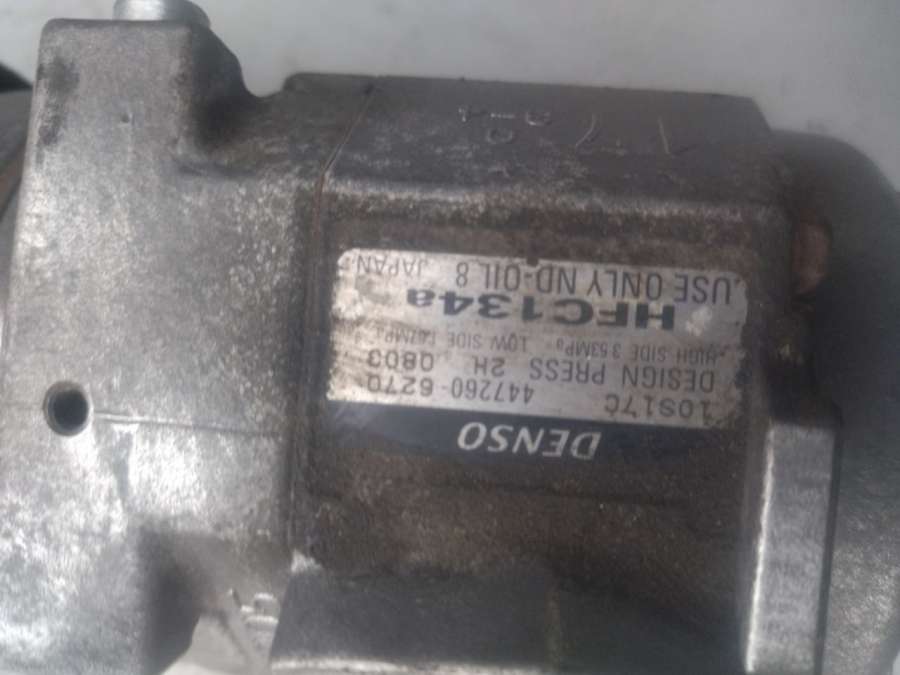 DENSO
10S17C 447260-6270
DESIGN PRESS 2H 0803
HIGH SIDE 3.53MPa LOW SIDE
HFC134a
USE ONLY ND-OIL 8 JAPAN